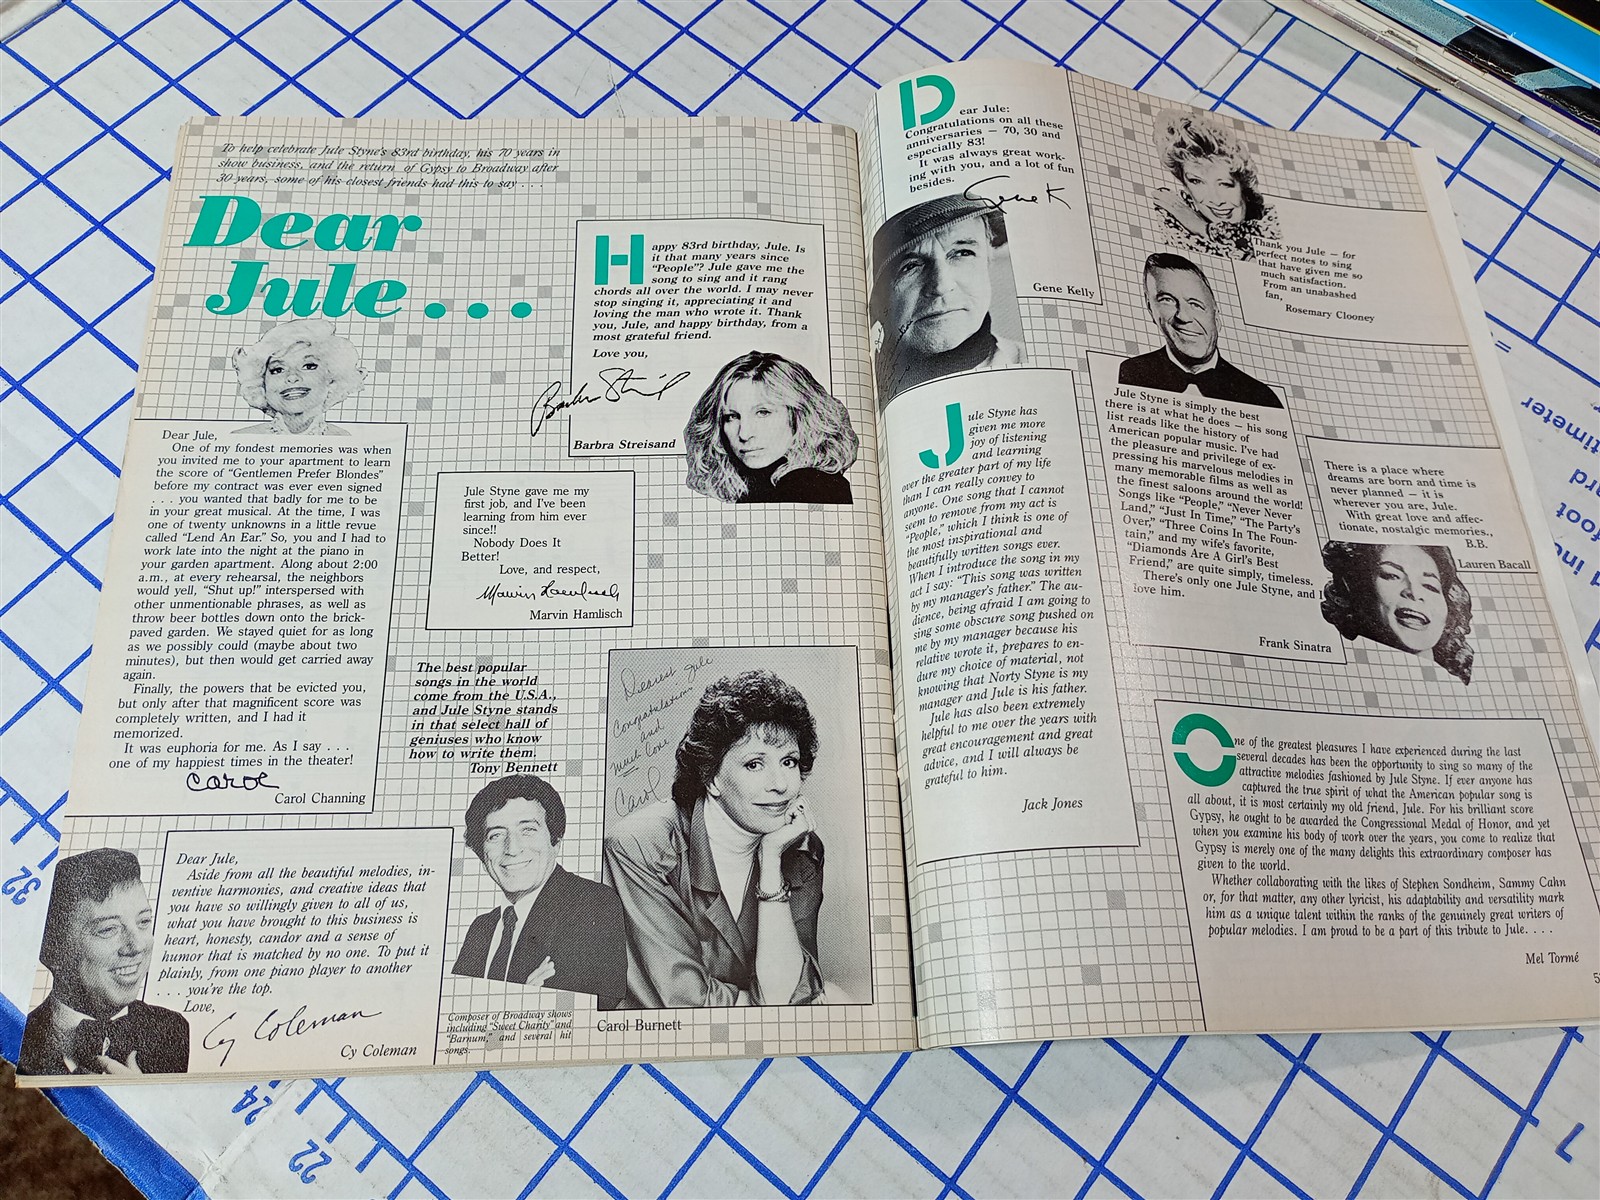 To help celebrate Jule Styne's 83rd birthday, his 70 years in
show business, and the return of Gypsy to Broadway after
30 years, some of his closest friends had this to say . . .
Dear
Jule...
Dear Jule,
One of my fondest memories was when
you invited me to your apartment to learn
the score of "Gentlemen Prefer Blondes"
before my contract was ever even signed
. . . you wanted that badly for me to be
in your great musical. At the time, I was
one of twenty unknowns in a little revue
called "Lend An Ear." So, you and I had to
work late into the night at the piano in
your garden apartment. Along about 2:00
a.m., at every rehearsal, the neighbors
would yell, "Shut up!" interspersed with
other unmentionable phrases, as well as
throw beer bottles down onto the brick-
paved garden. We stayed quiet for as long
as we possibly could (maybe about two
minutes), but then would get carried away
again.
Finally, the powers that be evicted you,
but only after that magnificent score was
completely written, and I had it
memorized.
It was euphoria for me. As I say . . .
one of my happiest times in the theater!
Carol
Carol Channing
Happy 83rd birthday, Jule. Is
it that many years since
"People"? Jule gave me the
song to sing and it rang
chords all over the world. I may never
stop singing it, appreciating it and
loving the man who wrote it. Thank
you, Jule, and happy birthday, from a
most grateful friend.
Love you,
Barbra Streisand
Barbra Streisand
Jule Styne gave me my
first job, and I've been
learning from him ever
since!!
Nobody Does It
Better!
Love, and respect,
Marvin Hamlisch
Marvin Hamlisch
The best popular
songs in the world
come from the U.S.A.,
and Jule Styne stands
in that select hall of
geniuses who know
how to write them.
Tony Bennett
Dearest Jule
Congratulations
and
much love
Carol
Carol Burnett
Dear Jule,
Aside from all the beautiful melodies, in-
ventive harmonies, and creative ideas that
you have so willingly given to all of us,
what you have brought to this business is
heart, honesty, candor and a sense of
humor that is matched by no one. To put it
plainly, from one piano player to another
. . . you're the top.
Love,
Cy Coleman
Cy Coleman
Composer of Broadway shows
including "Sweet Charity" and
"Barnum," and several hit
songs.
Dear Jule:
Congratulations on all these
anniversaries — 70, 30 and
especially 83!
It was always great work-
ing with you, and a lot of fun
besides.
Gene K
Gene Kelly
Thank you Jule — for
perfect notes to sing
that have given me so
much satisfaction.
From an unabashed
fan,
Rosemary Clooney
Jule Styne has
given me more
joy of listening
and learning
over the greater part of my life
than I can really convey to
anyone. One song that I cannot
seem to remove from my act is
"People," which I think is one of
the most inspirational and
beautifully written songs ever.
When I introduce the song in my
act I say: "This song was written
by my manager's father." The au-
dience, being afraid I am going to
sing some obscure song pushed on
me by my manager because his
relative wrote it, prepares to en-
dure my choice of material, not
knowing that Norty Styne is my
manager and Jule is his father.
Jule has also been extremely
helpful to me over the years with
great encouragement and great
advice, and I will always be
grateful to him.
Jack Jones
Jule Styne is simply the best
there is at what he does — his song
list reads like the history of
American popular music. I've had
the pleasure and privilege of ex-
pressing his marvelous melodies in
many memorable films as well as
the finest saloons around the world!
Songs like "People," "Never Never
Land," "Just In Time," "The Party's
Over," "Three Coins In The Foun-
tain," and my wife's favorite,
"Diamonds Are A Girl's Best
Friend," are quite simply, timeless.
There's only one Jule Styne, and I
love him.
Frank Sinatra
There is a place where
dreams are born and time is
never planned — it is
wherever you are, Jule.
With great love and affec-
tionate, nostalgic memories.,
B.B.
Lauren Bacall
One of the greatest pleasures I have experienced during the last
several decades has been the opportunity to sing so many of the
attractive melodies fashioned by Jule Styne. If ever anyone has
captured the true spirit of what the American popular song is
all about, it is most certainly my old friend, Jule. For his brilliant score
Gypsy, he ought to be awarded the Congressional Medal of Honor, and yet
when you examine his body of work over the years, you come to realize that
Gypsy is merely one of the many delights this extraordinary composer has
given to the world.
Whether collaborating with the likes of Stephen Sondheim, Sammy Cahn
or, for that matter, any other lyricist, his adaptability and versatility mark
him as a unique talent within the ranks of the genuinely great writers of
popular melodies. I am proud to be a part of this tribute to Jule. . . .
Mel Tormé
32
24
22
timeter
foot